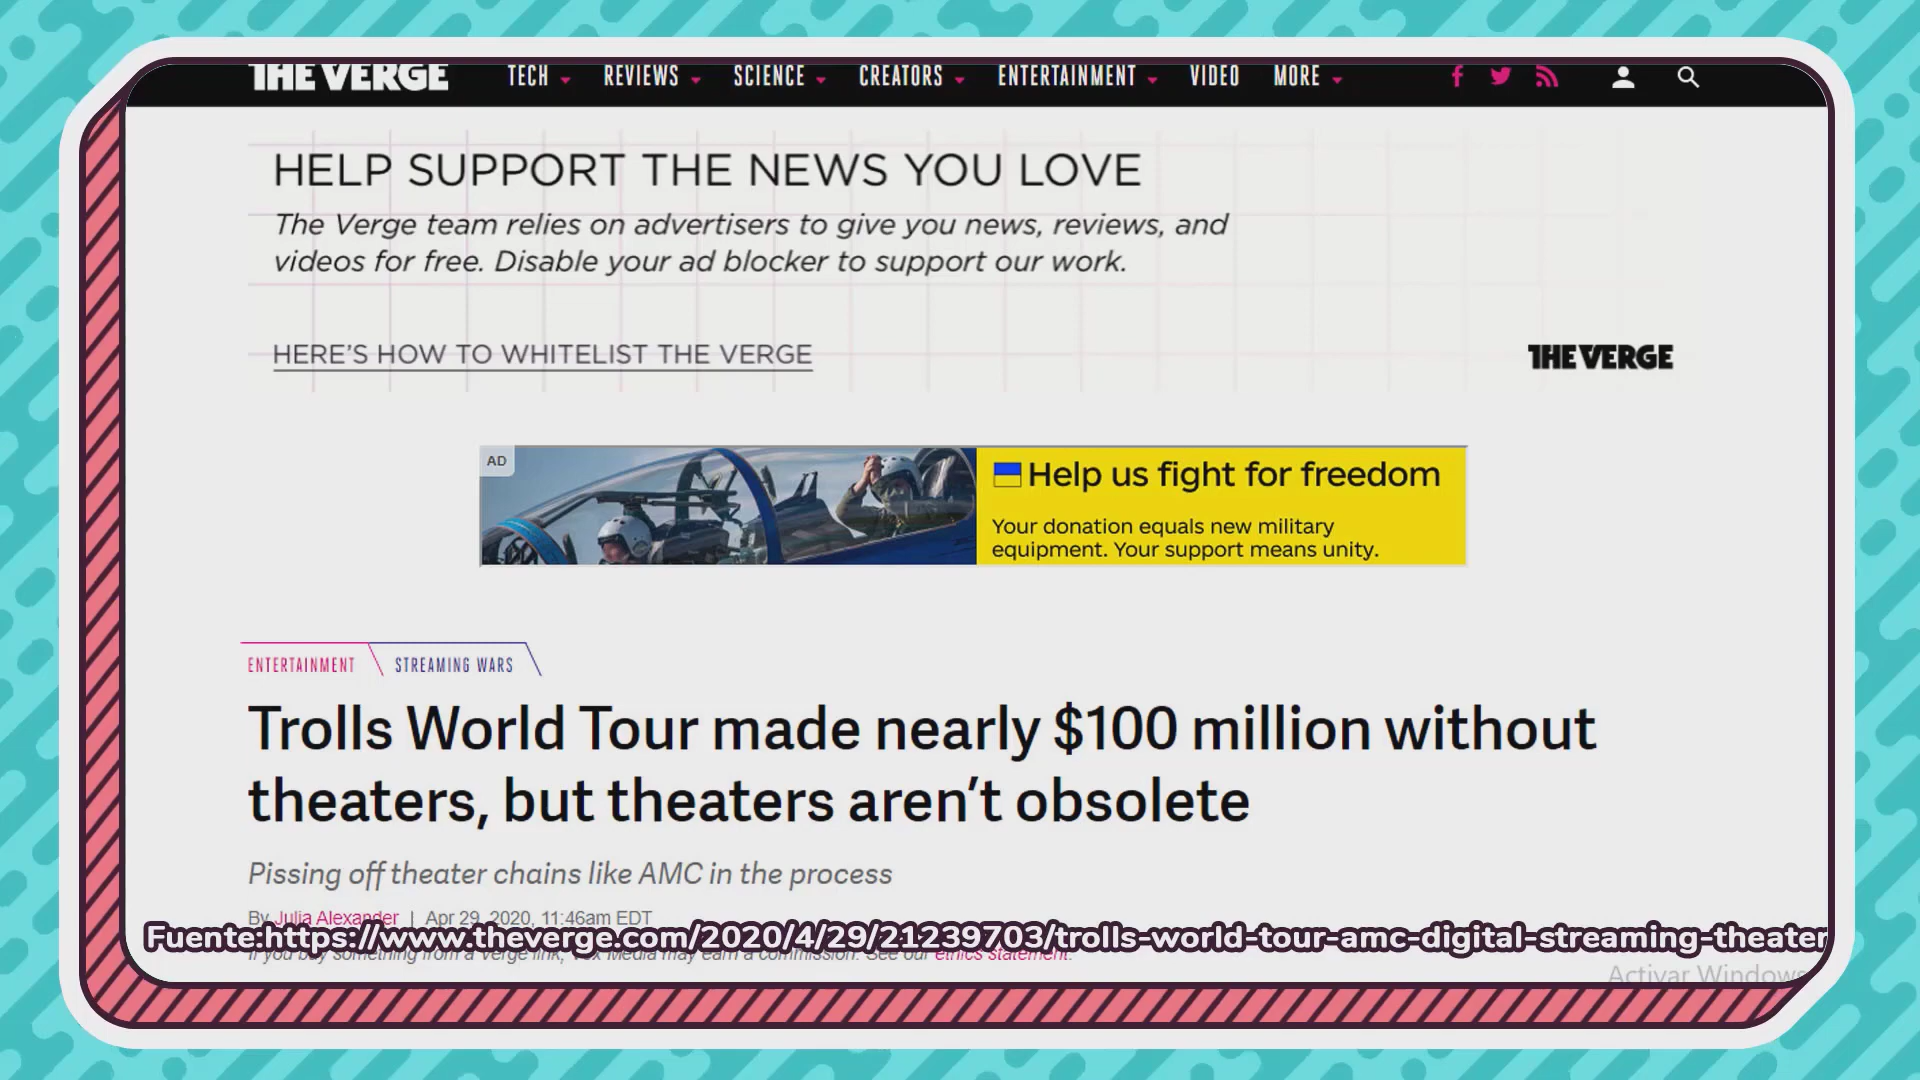 THE VERGE TECH REVIEWS SCIENCE CREATORS ENTERTAINMENT VIDEO MORE
HELP SUPPORT THE NEWS YOU LOVE
The Verge team relies on advertisers to give you news, reviews, and
videos for free. Disable your ad blocker to support our work.
HERE'S HOW TO WHITELIST THE VERGE
THE VERGE
AD
Help us fight for freedom
Your donation equals new military
equipment. Your support means unity.
ENTERTAINMENT STREAMING WARS
Trolls World Tour made nearly $100 million without
theaters, but theaters aren't obsolete
Pissing off theater chains like AMC in the process
By Julia Alexander | Apr 29, 2020, 11:46am EDT
Fuente:https://www.theverge.com/2020/4/29/21239703/trolls-world-tour-amc-digital-streaming-theater
If you buy something from a Verge link, Vox Media may earn a commission. See our ethics statement.
Activar Windows